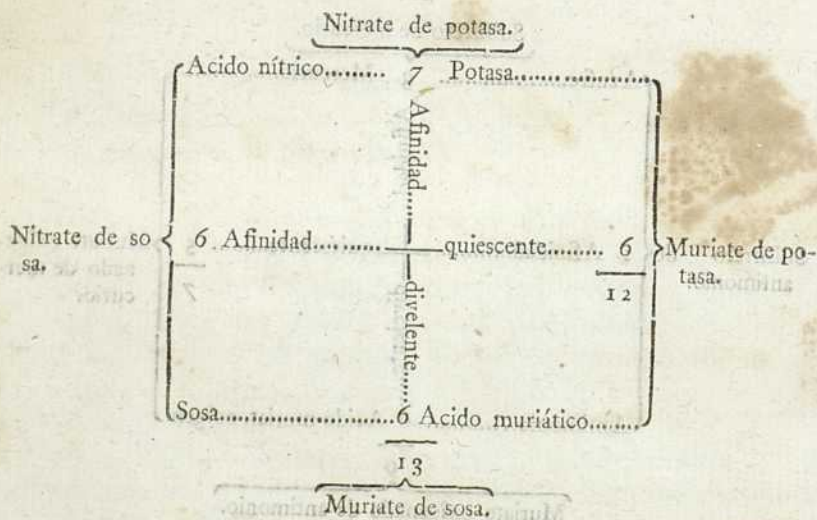 Nitrate de potasa.
Acido nítrico......... 7 Potasa..................
Afinidad.....
Nitrate de so
sa.
6 Afinidad.......... quiescente......... 6
12
Muriate de po-
tasa.
divelente.....
Sosa........................6 Acido muriático........
13
Muriate de sosa.